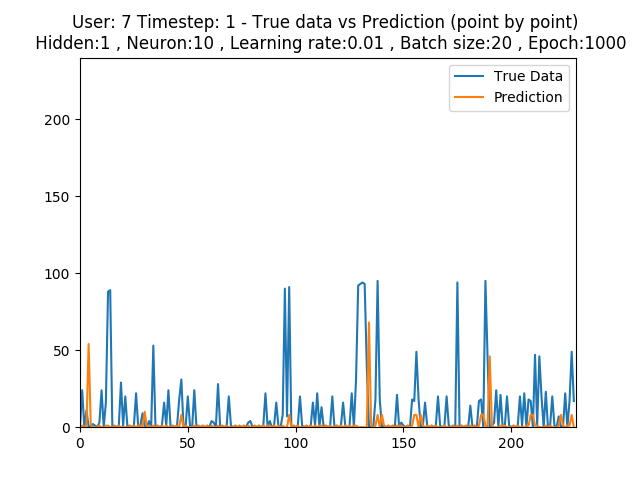 User: 7 Timestep: 1 - True data vs Prediction (point by point)
Hidden:1 , Neuron:10 , Learning rate:0.01 , Batch size:20 , Epoch:1000
True Data
Prediction
200
150
100
50
0
0 50 100 150 200